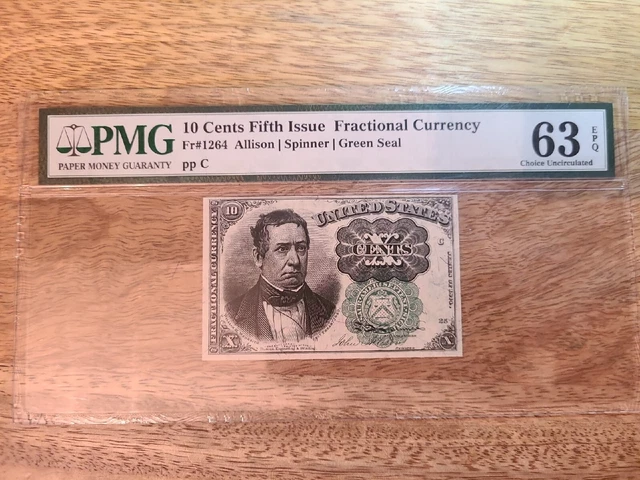 PMG
PAPER MONEY GUARANTY
10 Cents Fifth Issue Fractional Currency
Fr#1264 Allison | Spinner | Green Seal
pp C
63
EPQ
Choice Uncirculated
10
UNITED STATES
FRACTIONAL CURRENCY
X
CENTS
C
X
X